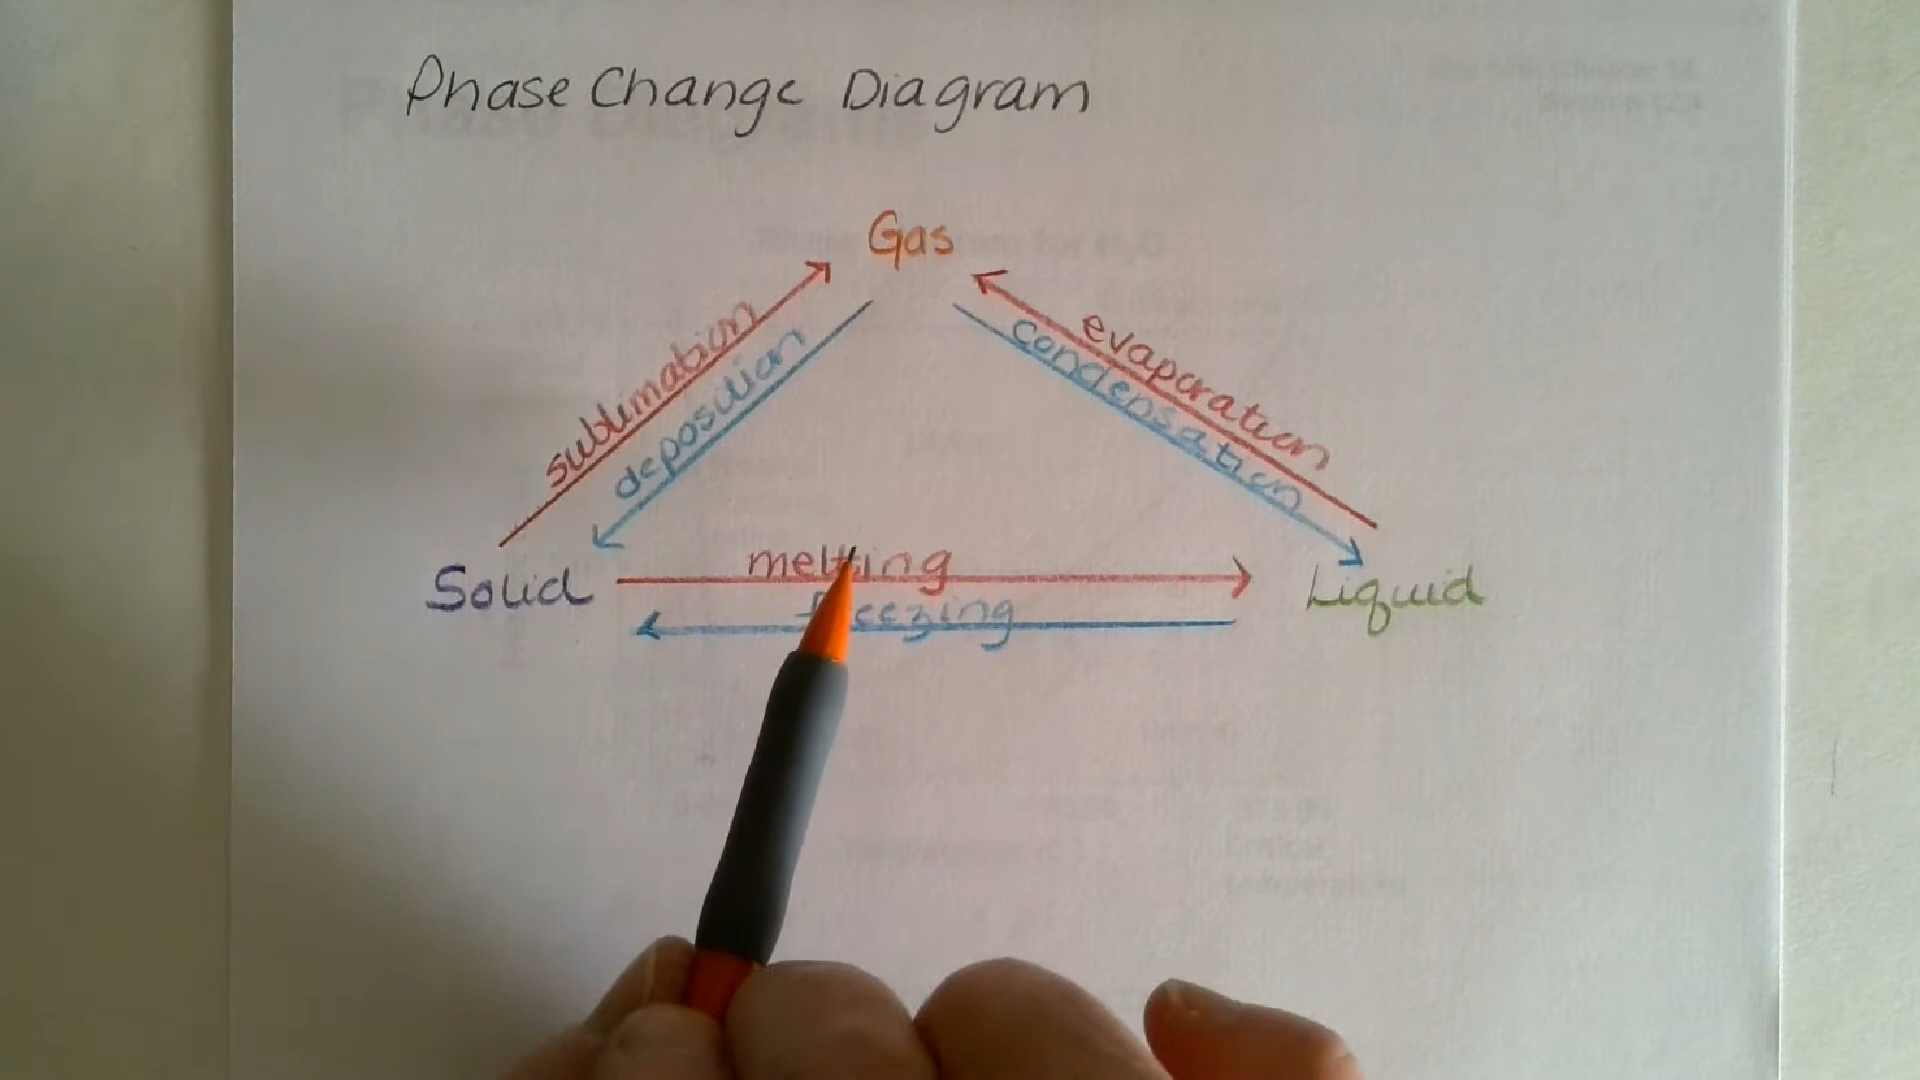 Phase Change Diagram
Gas
sublimation
deposition
evaporation
condensation
melting
freezing
Solid
Liquid